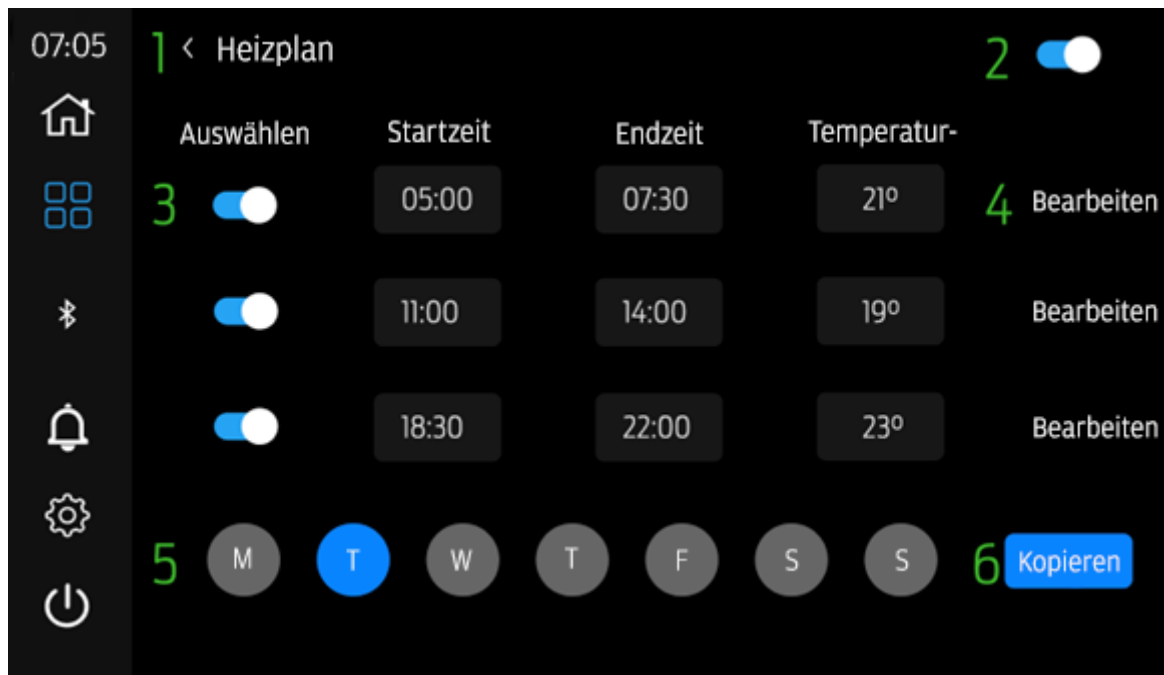 07:05
1 < Heizplan 2
Auswählen Startzeit Endzeit Temperatur-
3 05:00 07:30 21º 4 Bearbeiten
11:00 14:00 19º Bearbeiten
18:30 22:00 23º Bearbeiten
5 M T W T F S S 6 Kopieren